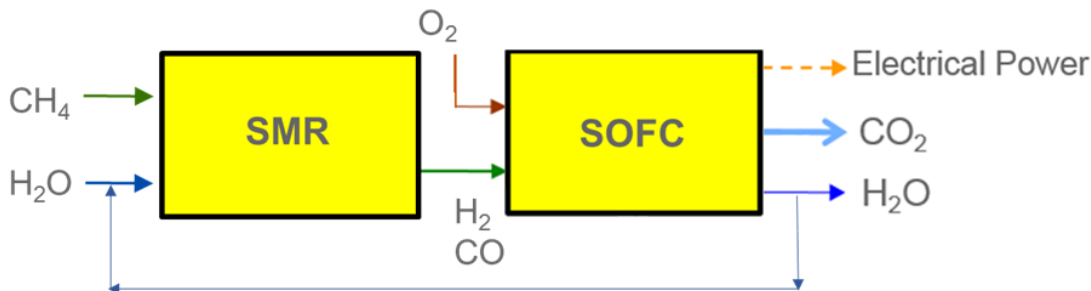 O₂
Electrical Power
CH₄
SMR
SOFC
CO₂
H₂O
H₂O
H₂
CO